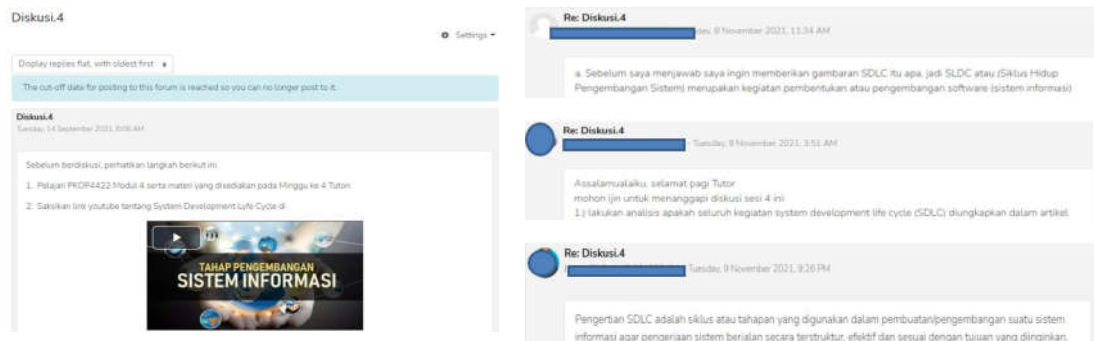 Diskusi.4
Settings
Display replies flat, with oldest first
The cut-off date for posting to this forum is reached so you can no longer post to it.
Diskusi.4
Tuesday, 14 September 2021, 6:06 AM
Sebelum berdiskusi, perhatikan langkah berikut ini:
1. Pelajari PKOP4422 Modul 4 serta materi yang disediakan pada Minggu ke 4 Tuton
2. Saksikan link youtube tentang System Development Lyfe Cycle di
TAHAP PENGEMBANGAN
SISTEM INFORMASI
Re: Diskusi.4
November 2021, 11:34 AM
a. Sebelum saya menjawab saya ingin memberikan gambaran SDLC itu apa, jadi SLDC atau (Siklus Hidup
Pengembangan Sistem) merupakan kegiatan pembentukan atau pengembangan software (sistem informasi)
Re: Diskusi.4
- Tuesday, 9 November 2021, 3:51 AM
Assalamualaiku, selamat pagi Tutor
mohon ijin untuk menanggapi diskusi sesi 4 ini
1.) lakukan analisis apakah seluruh kegiatan system development life cycle (SDLC) diungkapkan dalam artikel
Re: Diskusi.4
Tuesday, 9 November 2021, 9:26 PM
Pengertian SDLC adalah siklus atau tahapan yang digunakan dalam pembuatan/pengembangan suatu sistem
informasi agar pengerjaan sistem berjalan secara terstruktur, efektif dan sesuai dengan tujuan yang diinginkan.